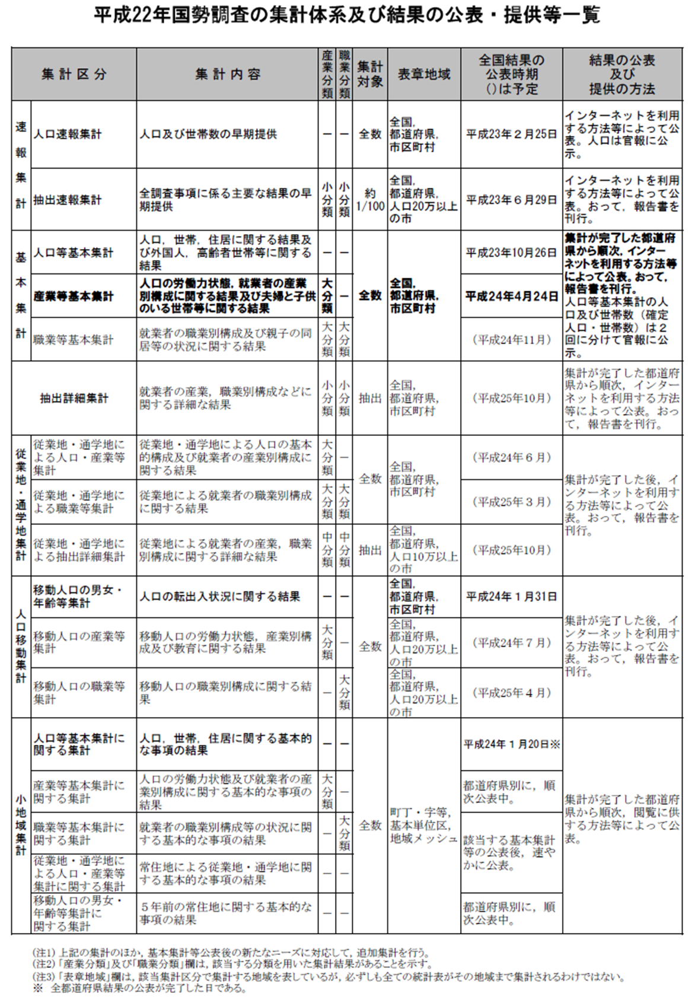 平成22年国勢調査の集計体系及び結果の公表・提供等一覧
集 計 区 分
集 計 内 容
産業分類
職業分類
集計
対象
表章地域
全国結果の
公表時期
()は予定
結果の公表
及び
提供の方法
速報集計
人口速報集計
人口及び世帯数の早期提供
－
－
全数
全国,
都道府県,
市区町村
平成23年２月25日
インターネットを利用
する方法等によって公
表。人口は官報に公
示。
抽出速報集計
全調査事項に係る主要な結果の早
期提供
小分類
小分類
約
1/100
全国,
都道府県,
人口20万以上
の市
平成23年６月29日
インターネットを利用
する方法等によって公
表。おって，報告書を
刊行。
基本集計
人口等基本集計
人口，世帯，住居に関する結果及
び外国人，高齢者世帯等に関する
結果
－
－
平成23年10月26日
産業等基本集計
人口の労働力状態，就業者の産業
別構成に関する結果及び夫婦と子供
のいる世帯等に関する結果
大分類
－
全数
全国,
都道府県,
市区町村
平成24年4月24日
集計が完了した都道府
県から順次，インター
ネットを利用する方法等
によって公表。おって，
報告書を刊行。
人口等基本集計の人
口及び世帯数（確定
人口・世帯数）は２
回に分けて官報に公
示。
職業等基本集計
就業者の職業別構成及び親子の同
居等の状況に関する結果
大分類
大分類
（平成24年11月）
抽出詳細集計
就業者の産業，職業別構成などに
関する詳細な結果
小分類
小分類
抽出
全国,
都道府県,
市区町村
（平成25年10月）
集計が完了した都道府
県から順次，インター
ネットを利用する方法
等によって公表。おっ
て，報告書を刊行。
従業地・通学地集計
従業地・通学地に
よる人口・産業等
集計
従業地・通学地による人口の基本
的構成及び就業者の産業別構成に
関する結果
大分類
－
全数
全国,
都道府県,
市区町村
（平成24年６月）
従業地・通学地に
よる職業等集計
従業地による就業者の職業別構成
に関する結果
大分類
大分類
（平成25年３月）
集計が完了した後，イ
ンターネットを利用す
る方法等によって公
表。おって，報告書を
刊行。
従業地・通学地に
よる抽出詳細集計
従業地による就業者の産業，職業
別構成に関する詳細な結果
中分類
中分類
抽出
全国,
都道府県,
人口10万以上
の市
（平成25年10月）
人口移動集計
移動人口の男女・
年齢等集計
人口の転出入状況に関する結果
－
－
全国,
都道府県,
市区町村
平成24年１月31日
移動人口の産業等
集計
移動人口の労働力状態，産業別構
成及び教育に関する結果
大分類
－
全数
全国,
都道府県,
人口20万以上
の市
（平成24年７月）
集計が完了した後，イ
ンターネットを利用す
る方法等によって公
表。おって，報告書を
刊行。
移動人口の職業等
集計
移動人口の職業別構成に関する結
果
－
大分類
全国,
都道府県,
人口20万以上
の市
（平成25年４月）
小地域集計
人口等基本集計に
関する集計
人口，世帯，住居に関する基本的
な事項の結果
－
－
平成24年１月20日※
産業等基本集計に
関する集計
人口の労働力状態及び就業者の産
業別構成に関する基本的な事項の
結果
大分類
－
都道府県別に，順
次公表中。
職業等基本集計に
関する集計
就業者の職業別構成等の状況に関
する基本的な事項の結果
－
大分類
全数
町丁・字等,
基本単位区,
地域メッシュ
該当する基本集計
等の公表後，速や
かに公表。
集計が完了した都道府
県から順次，閲覧に供
する方法等によって公
表。
従業地・通学地に
よる人口・産業等
集計に関する集計
常住地による従業地・通学地に関
する基本的な事項の結果
－
－
移動人口の男女・
年齢等集計に
関する集計
５年前の常住地に関する基本的な
事項の結果
－
－
都道府県別に，順
次公表中。
(注1) 上記の集計のほか，基本集計等公表後の新たなニーズに対応して，追加集計を行う。
(注2)「産業分類」及び「職業分類」欄は，該当する分類を用いた集計結果があることを示す。
(注3)「表章地域」欄は，該当集計区分で集計する地域を表しているが，必ずしも全ての統計表がその地域まで集計されるわけではない。
※ 全都道府県結果の公表が完了した日である。